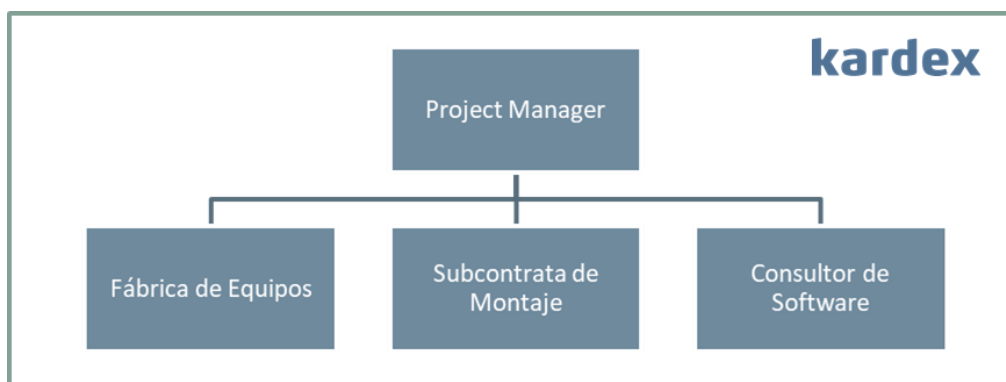 kardex
Project Manager
Fábrica de Equipos
Subcontrata de
Montaje
Consultor de
Software